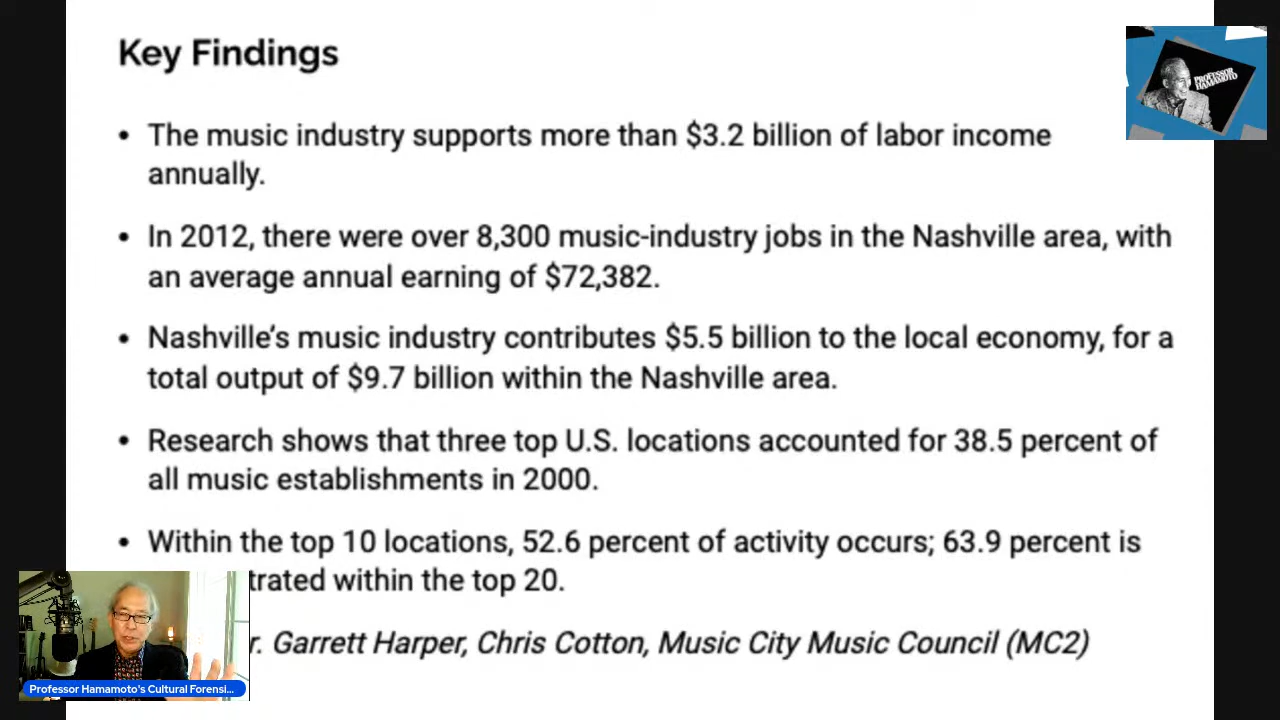 Key Findings
PROFESSOR
HAMAMOTO
• The music industry supports more than $3.2 billion of labor income
annually.
• In 2012, there were over 8,300 music-industry jobs in the Nashville area, with
an average annual earning of $72,382.
• Nashville’s music industry contributes $5.5 billion to the local economy, for a
total output of $9.7 billion within the Nashville area.
• Research shows that three top U.S. locations accounted for 38.5 percent of
all music establishments in 2000.
• Within the top 10 locations, 52.6 percent of activity occurs; 63.9 percent is
trated within the top 20.
r. Garrett Harper, Chris Cotton, Music City Music Council (MC2)
Professor Hamamoto's Cultural Forensi...